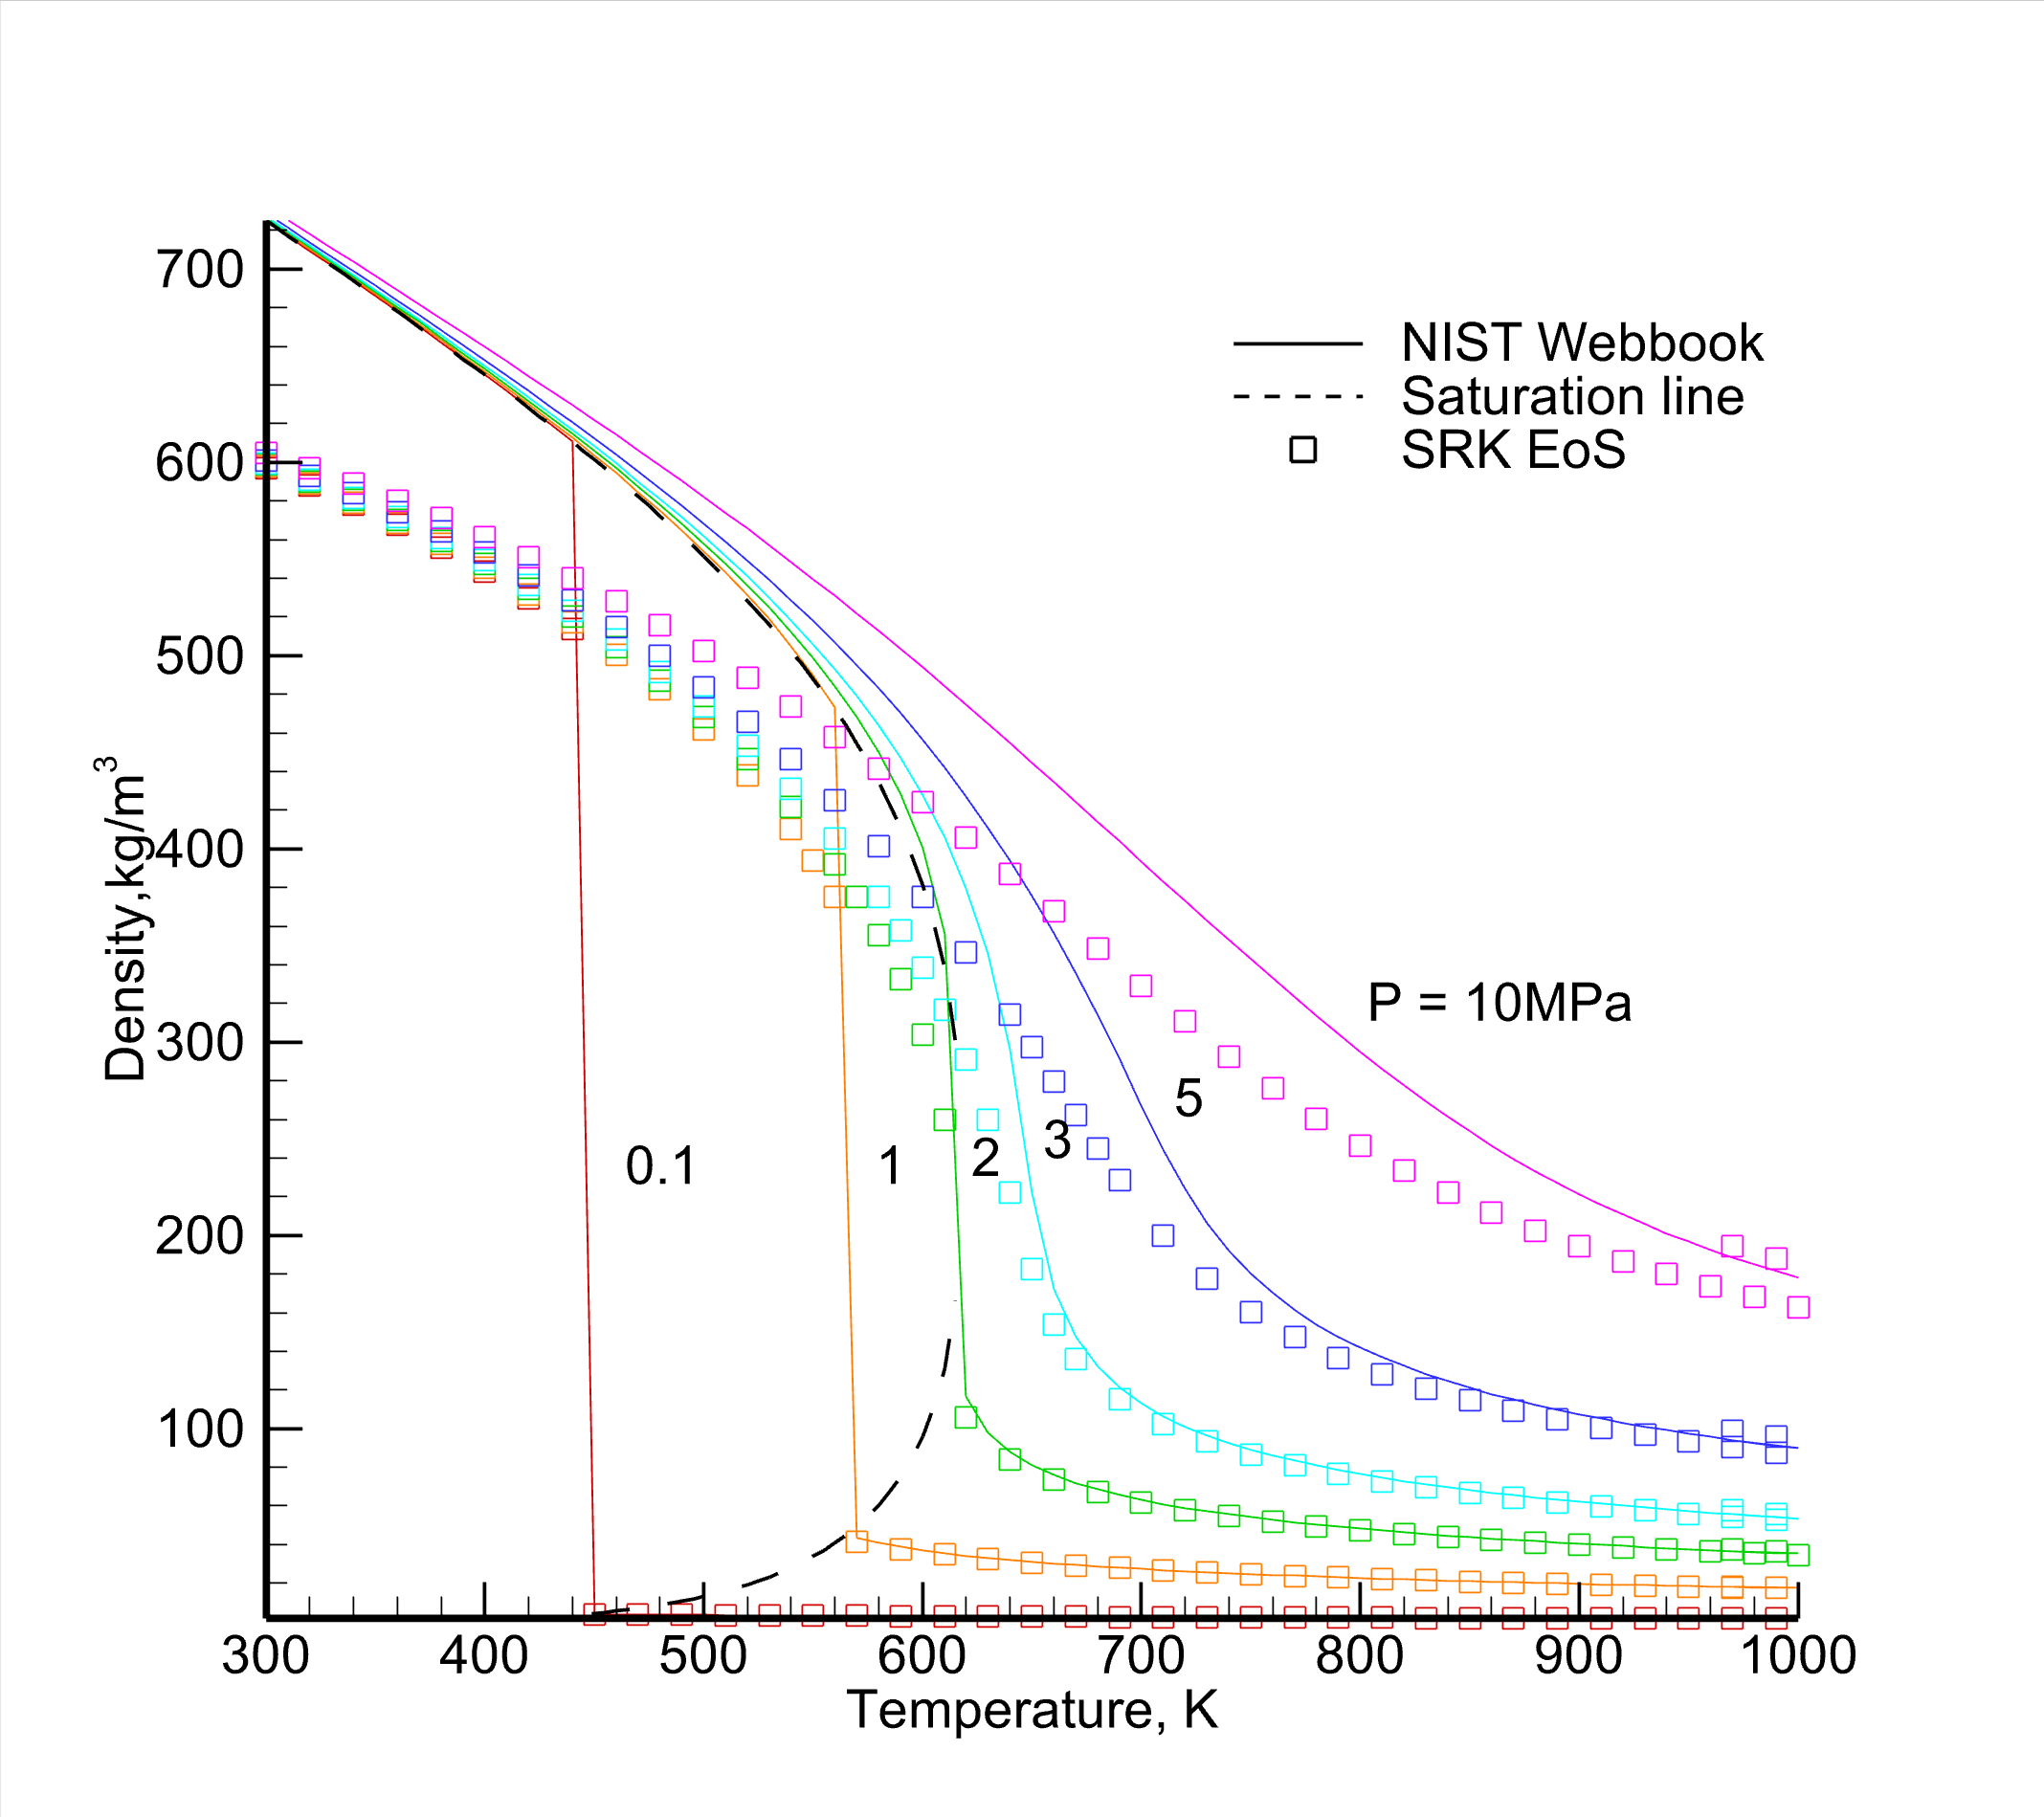 700
600
500
400
300
200
100
Density,kg/m³
NIST Webbook
Saturation line
SRK EoS
P = 10MPa
5
3
2
1
0.1
300 400 500 600 700 800 900 1000
Temperature, K